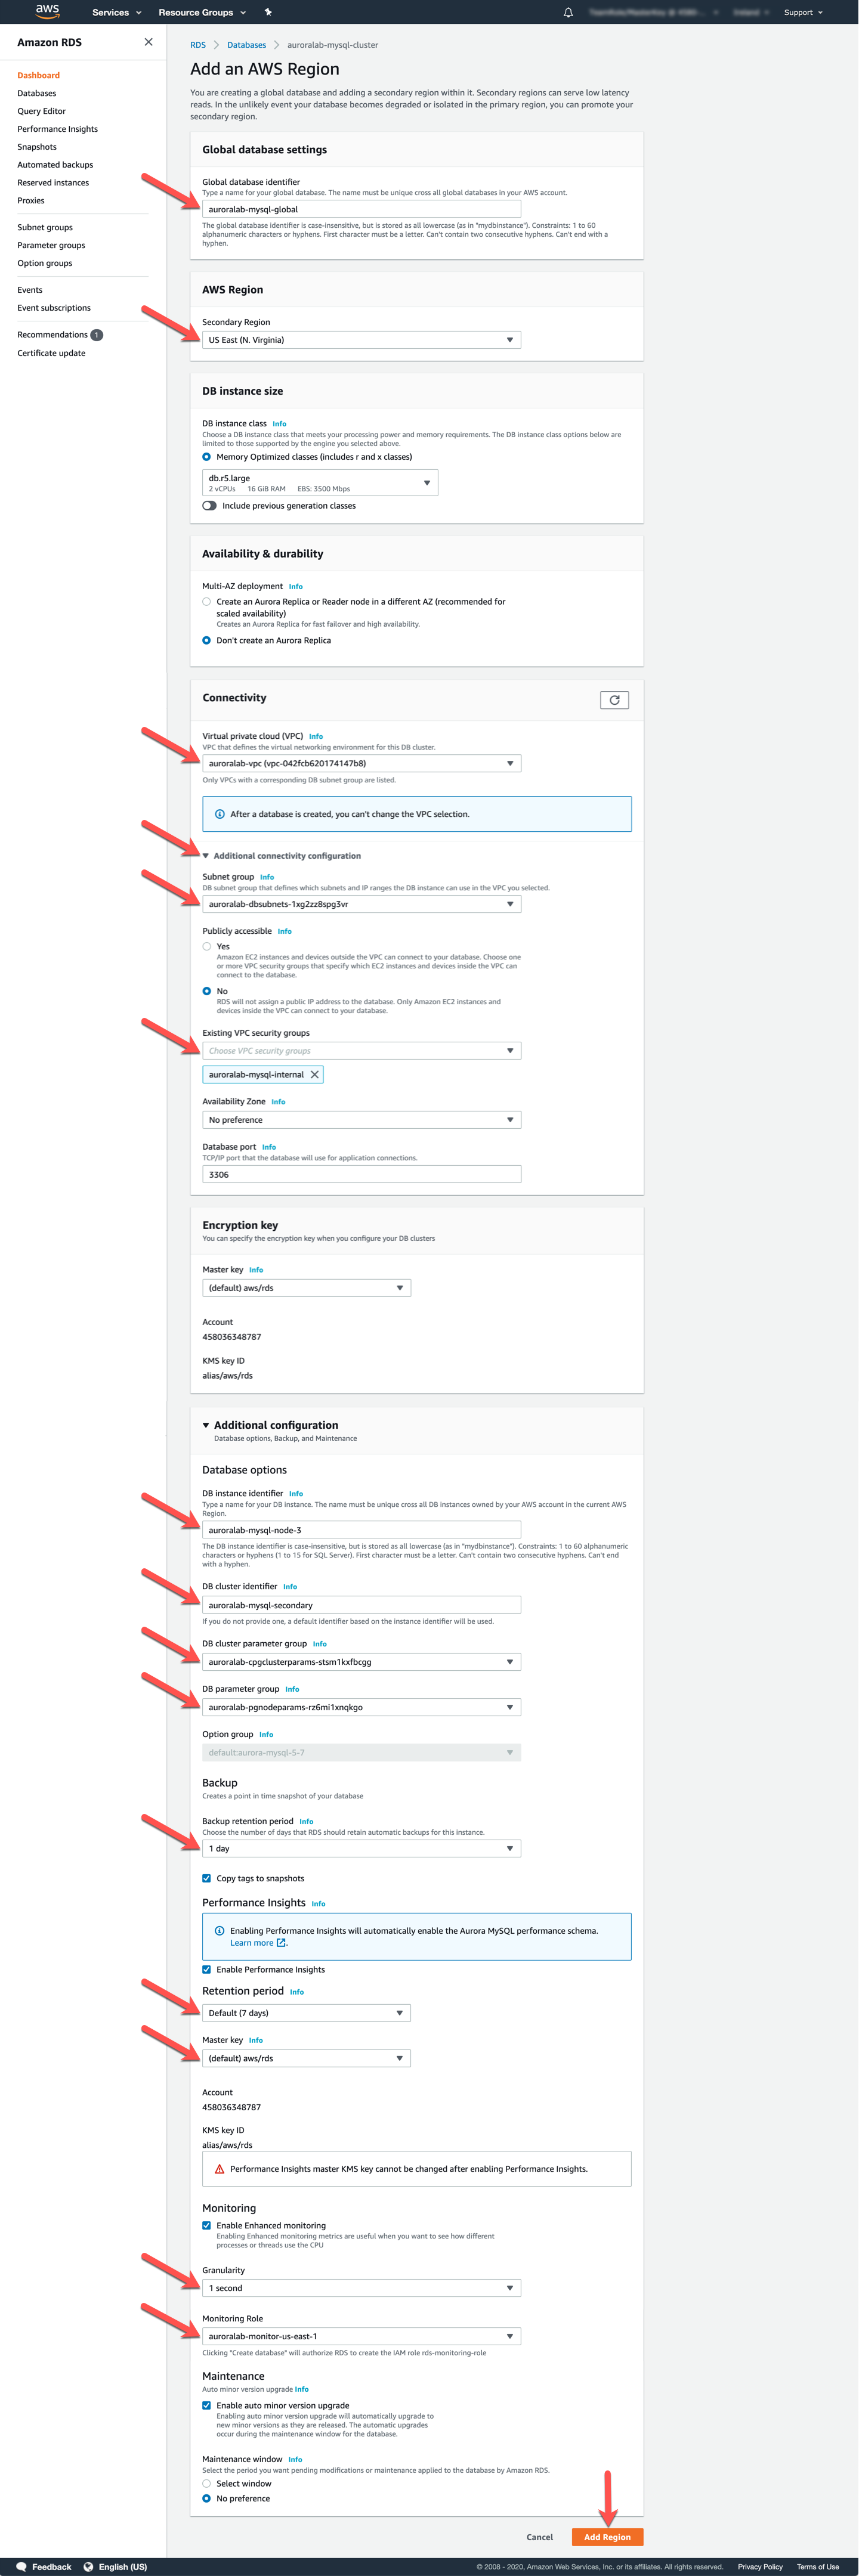 aws
Services
Resource Groups
Support
Amazon RDS
Dashboard
Databases
Query Editor
Performance Insights
Snapshots
Automated backups
Reserved instances
Proxies
Subnet groups
Parameter groups
Option groups
Events
Event subscriptions
Recommendations 1
Certificate update
RDS > Databases > auroralab-mysql-cluster
Add an AWS Region
You are creating a global database and adding a secondary region within it. Secondary regions can serve low latency
reads. In the unlikely event your database becomes degraded or isolated in the primary region, you can promote your
secondary region.
Global database settings
Global database identifier
Type a name for your global database. The name must be unique cross all global databases in your AWS account.
auroralab-mysql-global
The global database identifier is case-insensitive, but is stored as all lowercase (as in "mydbinstance"). Constraints: 1 to 60
alphanumeric characters or hyphens. First character must be a letter. Can't contain two consecutive hyphens. Can't end with a
hyphen.
AWS Region
Secondary Region
US East (N. Virginia)
DB instance size
DB instance class Info
Choose a DB instance class that meets your processing power and memory requirements. The DB instance class options below are
limited to those supported by the engine you selected above.
Memory Optimized classes (includes r and x classes)
db.r5.large
2 vCPUs 16 GiB RAM EBS: 3500 Mbps
Include previous generation classes
Availability & durability
Multi-AZ deployment Info
Create an Aurora Replica or Reader node in a different AZ (recommended for
scaled availability)
Creates an Aurora Replica for fast failover and high availability.
Don't create an Aurora Replica
Connectivity
Virtual private cloud (VPC) Info
VPC that defines the virtual networking environment for this DB cluster.
auroralab-vpc (vpc-042fcb620174147b8)
Only VPCs with a corresponding DB subnet group are listed.
After a database is created, you can't change the VPC selection.
Additional connectivity configuration
Subnet group Info
DB subnet group that defines which subnets and IP ranges the DB instance can use in the VPC you selected.
auroralab-dbsubnets-1xg2zz8spg3vr
Publicly accessible Info
Yes
Amazon EC2 instances and devices outside the VPC can connect to your database. Choose one
or more VPC security groups that specify which EC2 instances and devices inside the VPC can
connect to the database.
No
RDS will not assign a public IP address to the database. Only Amazon EC2 instances and
devices inside the VPC can connect to your database.
Existing VPC security groups
Choose VPC security groups
auroralab-mysql-internal
Availability Zone Info
No preference
Database port Info
TCP/IP port that the database will use for application connections.
3306
Encryption key
You can specify the encryption key when you configure your DB clusters
Master key Info
(default) aws/rds
Account
458036348787
KMS key ID
alias/aws/rds
Additional configuration
Database options, Backup, and Maintenance
Database options
DB instance identifier Info
Type a name for your DB instance. The name must be unique cross all DB instances owned by your AWS account in the current AWS
Region.
auroralab-mysql-node-3
The DB instance identifier is case-insensitive, but is stored as all lowercase (as in "mydbinstance"). Constraints: 1 to 60 alphanumeric
characters or hyphens (1 to 15 for SQL Server). First character must be a letter. Can't contain two consecutive hyphens. Can't end
with a hyphen.
DB cluster identifier Info
auroralab-mysql-secondary
If you do not provide one, a default identifier based on the instance identifier will be used.
DB cluster parameter group Info
auroralab-cpgclusterparams-stsm1kxfbcgg
DB parameter group Info
auroralab-pgnodeparams-rz6mi1xnqkgo
Option group Info
default:aurora-mysql-5-7
Backup
Creates a point in time snapshot of your database
Backup retention period Info
Choose the number of days that RDS should retain automatic backups for this instance.
1 day
Copy tags to snapshots
Performance Insights Info
Enabling Performance Insights will automatically enable the Aurora MySQL performance schema.
Learn more .
Enable Performance Insights
Retention period Info
Default (7 days)
Master key Info
(default) aws/rds
Account
458036348787
KMS key ID
alias/aws/rds
Performance Insights master KMS key cannot be changed after enabling Performance Insights.
Monitoring
Enable Enhanced monitoring
Enabling Enhanced monitoring metrics are useful when you want to see how different
processes or threads use the CPU
Granularity
1 second
Monitoring Role
auroralab-monitor-us-east-1
Clicking "Create database" will authorize RDS to create the IAM role rds-monitoring-role
Maintenance
Auto minor version upgrade Info
Enable auto minor version upgrade
Enabling auto minor version upgrade will automatically upgrade to
new minor versions as they are released. The automatic upgrades
occur during the maintenance window for the database.
Maintenance window Info
Select the period you want pending modifications or maintenance applied to the database by Amazon RDS.
Select window
No preference
Cancel
Add Region
Feedback
English (US)
© 2008 - 2020, Amazon Web Services, Inc. or its affiliates. All rights reserved.
Privacy Policy
Terms of Use